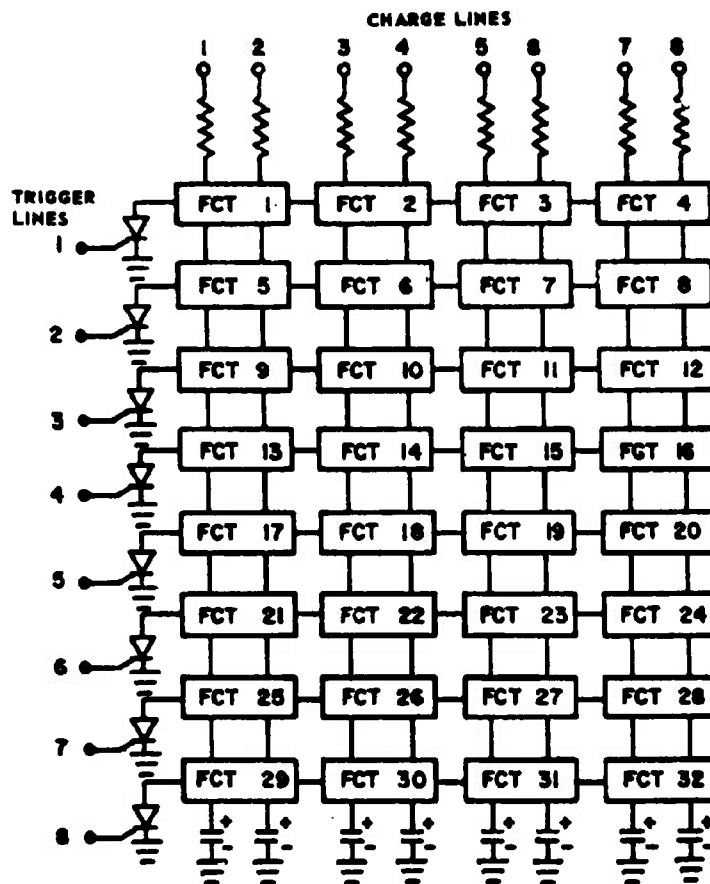 CHARGE LINES
1 2 3 4 5 8 7 6
TRIGGER
LINES
FCT 1 FCT 2 FCT 3 FCT 4
1
FCT 5 FCT 6 FCT 7 FCT 8
2
FCT 9 FCT 10 FCT 11 FCT 12
3
FCT 13 FCT 14 FCT 15 FGT 16
4
FCT 17 FCT 18 FCT 19 FCT 20
5
FCT 21 FCT 22 FCT 23 FCT 24
6
FCT 25 FCT 26 FCT 27 FCT 28
7
FCT 29 FCT 30 FCT 31 FCT 32
+ + + + + + + +
8
- - - - - - - -